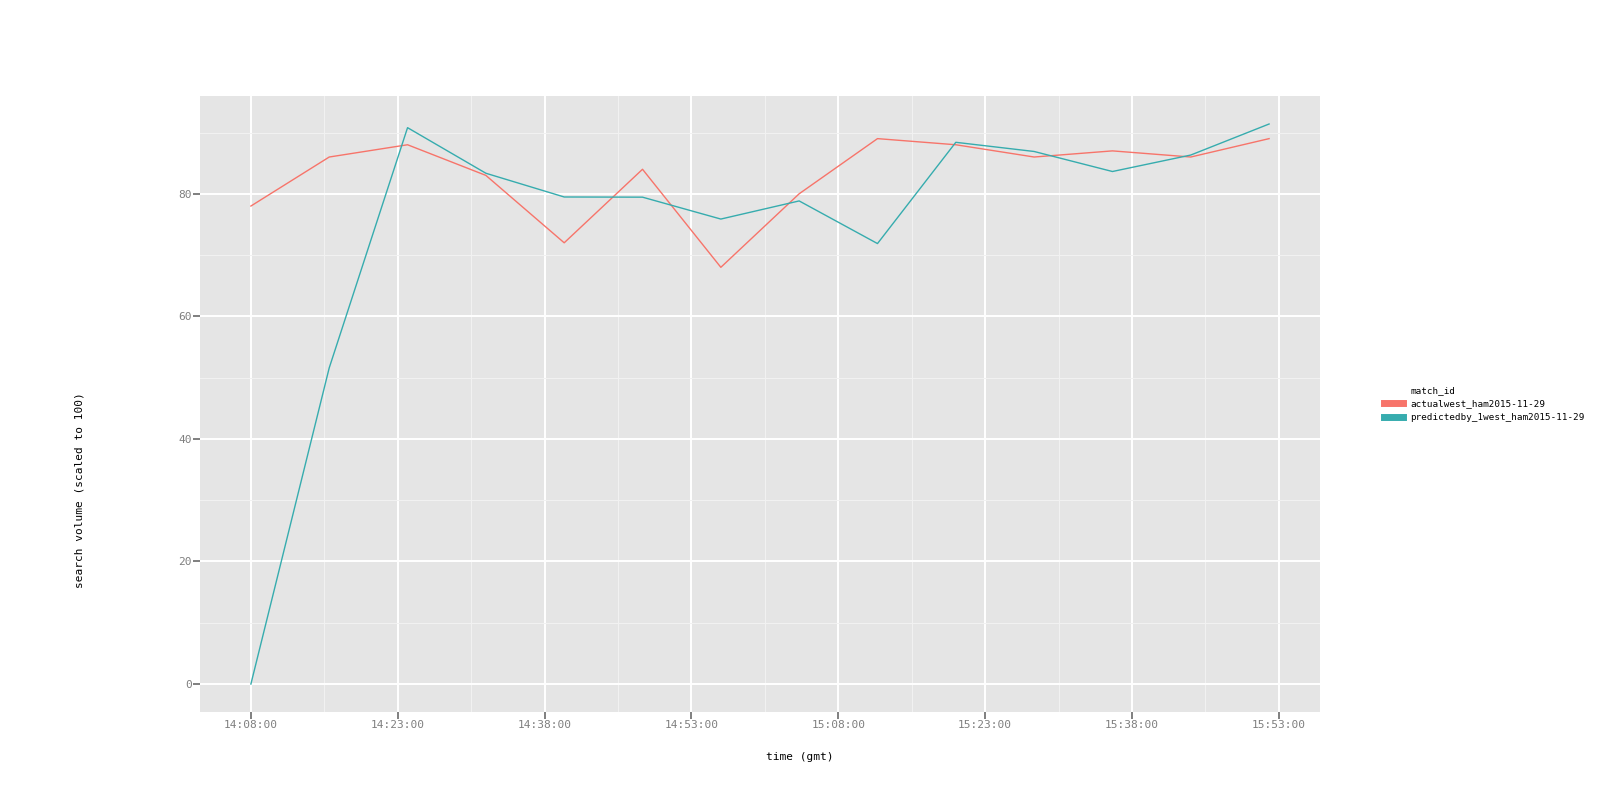 80
60
40
20
0
search volume (scaled to 100)
14:08:00
14:23:00
14:38:00
14:53:00
15:08:00
15:23:00
15:38:00
15:53:00
time (gmt)
match_id
actualwest_ham2015-11-29
predictedby_1west_ham2015-11-29